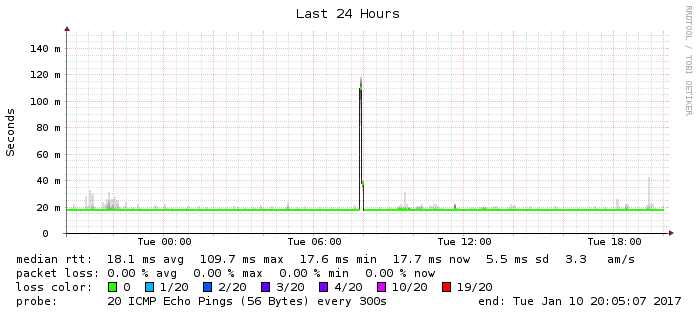 Last 24 Hours
RRDTOOL / TOBI OETIKER
Seconds
140 m
120 m
100 m
80 m
60 m
40 m
20 m
0
Tue 00:00 Tue 06:00 Tue 12:00 Tue 18:00
median rtt: 18.1 ms avg 109.7 ms max 17.6 ms min 17.7 ms now 5.5 ms sd 3.3 am/s
packet loss: 0.00 % avg 0.00 % max 0.00 % min 0.00 % now
loss color: 0 1/20 2/20 3/20 4/20 10/20 19/20
probe: 20 ICMP Echo Pings (56 Bytes) every 300s end: Tue Jan 10 20:05:07 2017